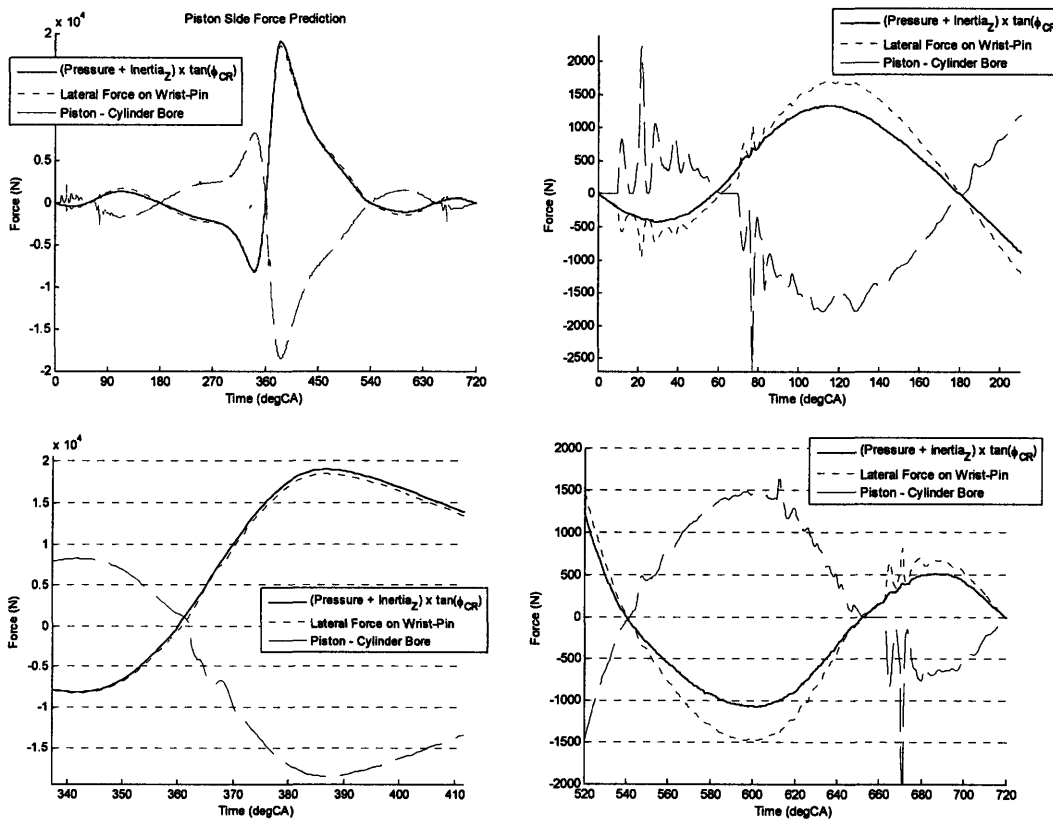 x 10⁴
Piston Side Force Prediction
(Pressure + Inertia_Z) x tan(ϕ_CR)
Lateral Force on Wrist-Pin
Piston - Cylinder Bore
Force (N)
2
0.5
0
-0.5
-1
-1.5
-2
0 90 180 270 360 450 540 630 720
Time (degCA)
(Pressure + Inertia_Z) x tan(ϕ_CR)
Lateral Force on Wrist-Pin
Piston - Cylinder Bore
Force (N)
2000
1500
1000
500
0
-500
-1000
-1500
-2000
-2500
0 20 40 60 80 100 120 140 160 180 200
Time (degCA)
x 10⁴
2
1.5
1
0.5
0
-0.5
-1
-1.5
Force (N)
(Pressure + Inertia_Z) x tan(ϕ_CR)
Lateral Force on Wrist-Pin
Piston - Cylinder Bore
340 350 360 370 380 390 400 410
Time (degCA)
(Pressure + Inertia_Z) x tan(ϕ_CR)
Lateral Force on Wrist-Pin
Piston - Cylinder Bore
Force (N)
2000
1500
1000
500
0
-500
-1000
-1500
-2000
520 540 560 580 600 620 640 660 680 700 720
Time (degCA)